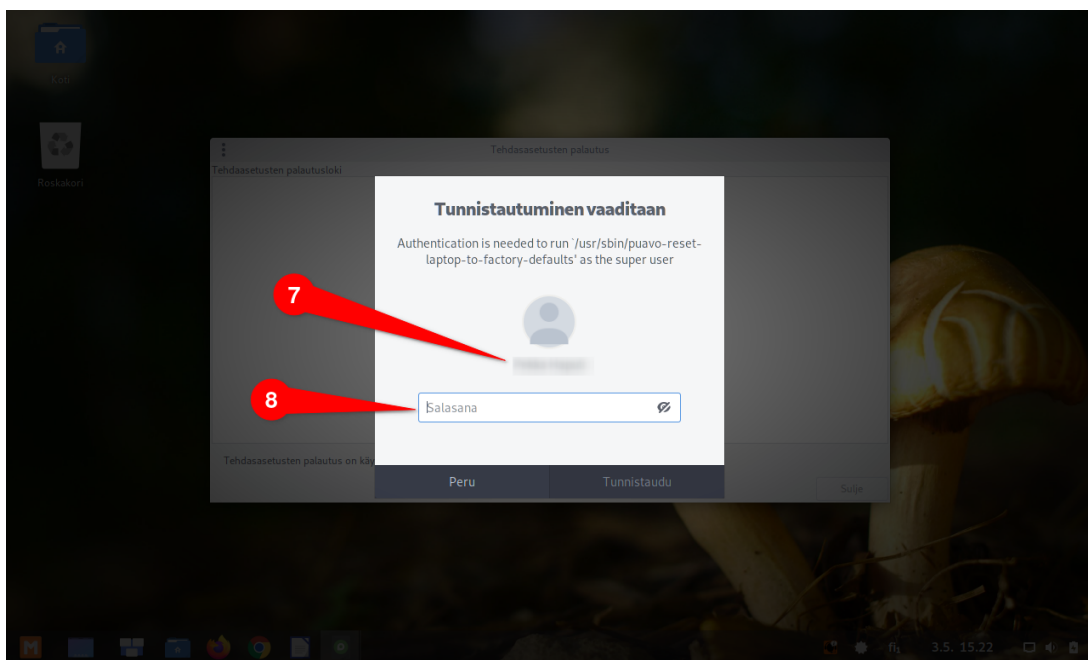 Koti
Roskakori
Tehdasasetusten palautus
Tehdaasetusten palautusloki
Tunnistautuminen vaaditaan
Authentication is needed to run `/usr/sbin/puavo-reset-
laptop-to-factory-defaults' as the super user
7
8
Salasana
Tehdasasetusten palautus on käy
Peru
Tunnistaudu
Sulje
M
fi₁
3.5. 15.22